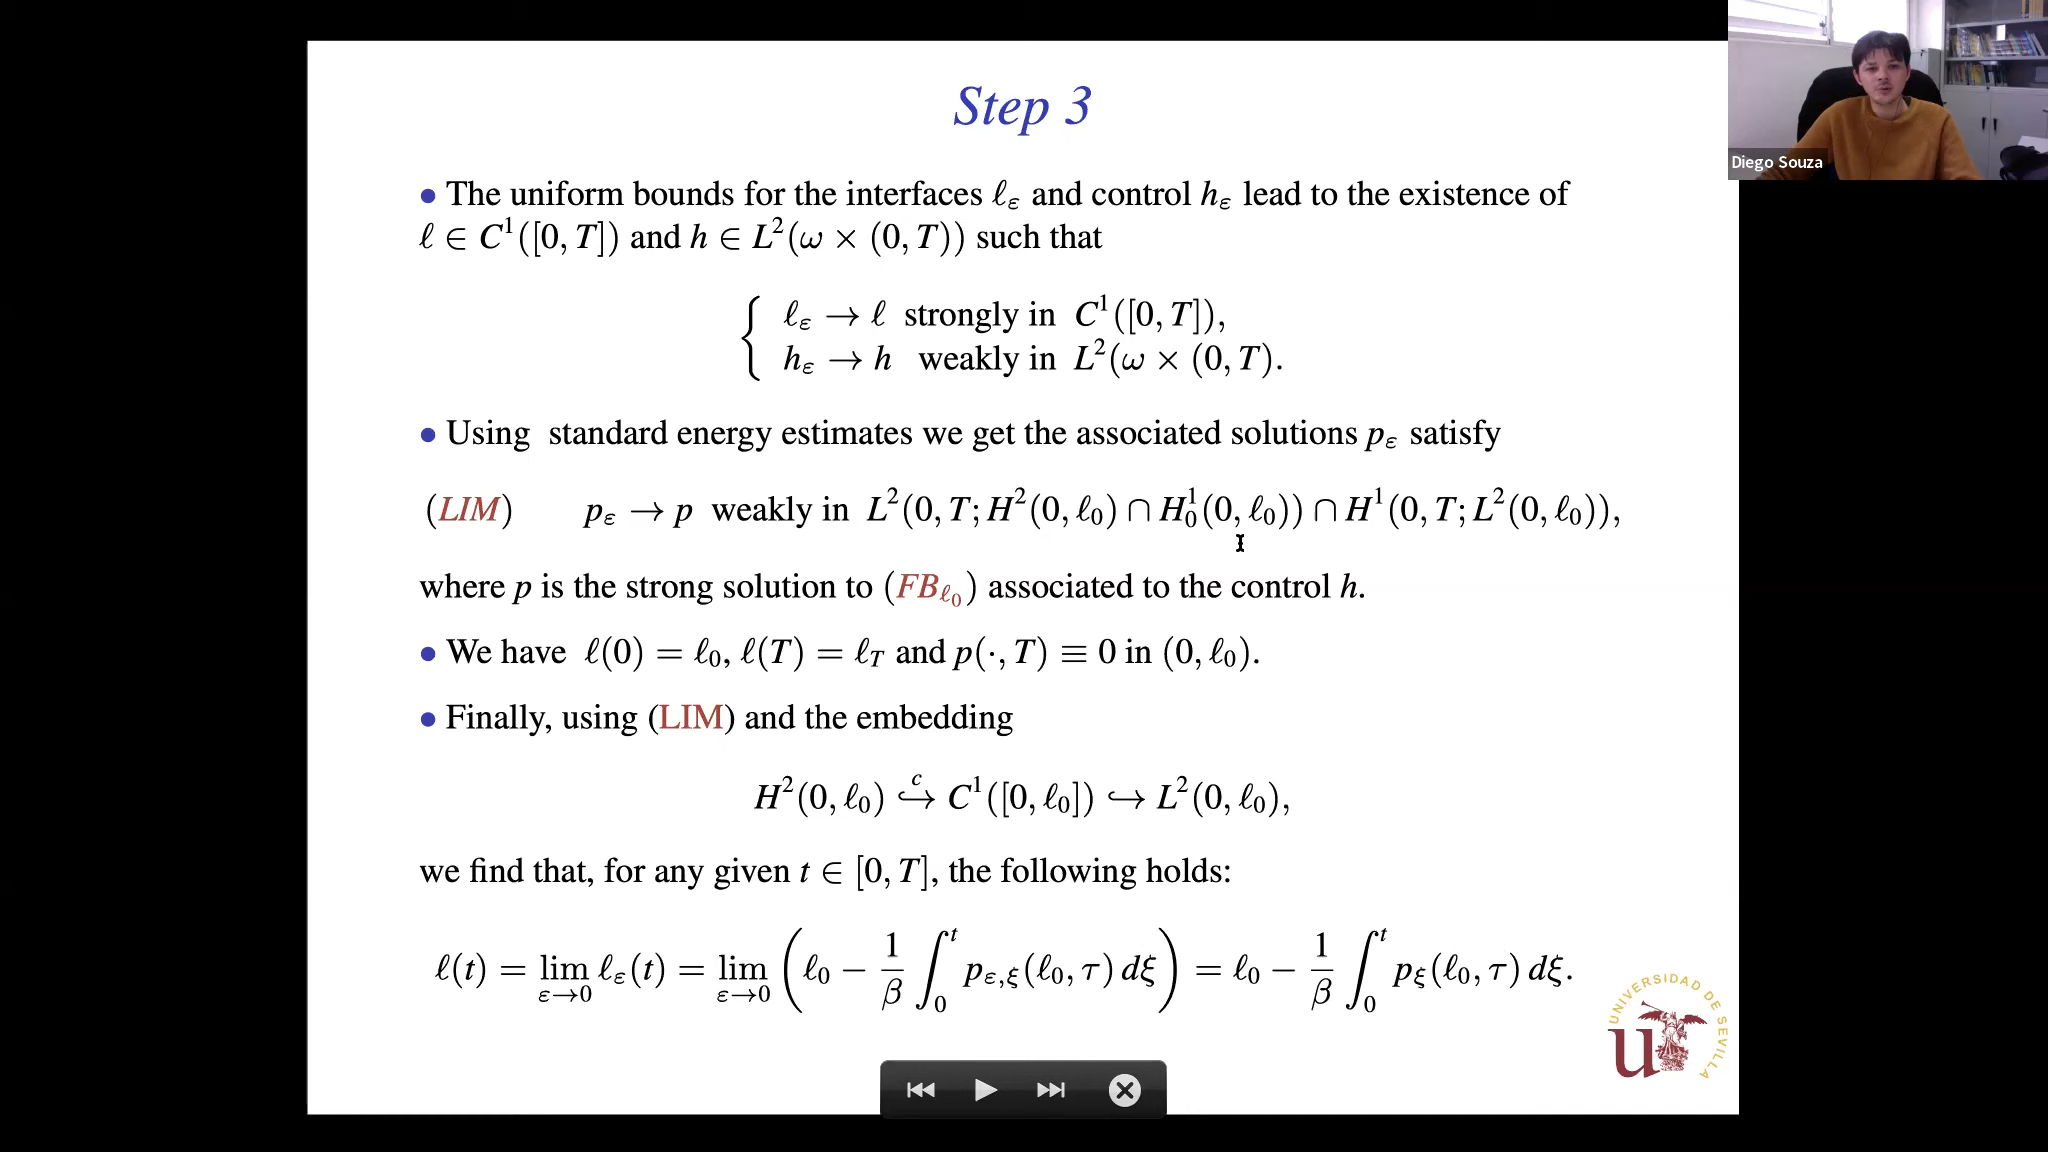 Step 3
Diego Souza
• The uniform bounds for the interfaces ℓ_ε and control h_ε lead to the existence of
ℓ ∈ C¹([0, T]) and h ∈ L²(ω × (0, T)) such that
{ ℓ_ε → ℓ strongly in C¹([0, T]),
h_ε → h weakly in L²(ω × (0, T).
• Using standard energy estimates we get the associated solutions p_ε satisfy
(LIM) p_ε → p weakly in L²(0, T; H²(0, ℓ₀) ∩ H₀¹(0, ℓ₀)) ∩ H¹(0, T; L²(0, ℓ₀)),
where p is the strong solution to (FB_ℓ₀) associated to the control h.
• We have ℓ(0) = ℓ₀, ℓ(T) = ℓ_T and p(·, T) ≡ 0 in (0, ℓ₀).
• Finally, using (LIM) and the embedding
H²(0, ℓ₀) ↪^c C¹([0, ℓ₀]) ↪ L²(0, ℓ₀),
we find that, for any given t ∈ [0, T], the following holds:
ℓ(t) = lim_{ε→0} ℓ_ε(t) = lim_{ε→0} (ℓ₀ − 1/β ∫₀ᵗ p_{ε,ξ}(ℓ₀, τ) dξ) = ℓ₀ − 1/β ∫₀ᵗ p_ξ(ℓ₀, τ) dξ.
UNIVERSIDAD DE SEVILLA